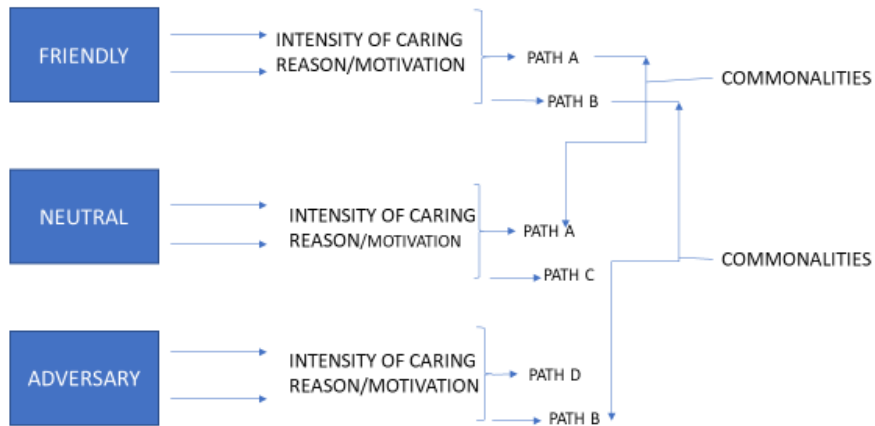 FRIENDLY
INTENSITY OF CARING
REASON/MOTIVATION
PATH A
PATH B
COMMONALITIES
NEUTRAL
INTENSITY OF CARING
REASON/MOTIVATION
PATH A
PATH C
COMMONALITIES
ADVERSARY
INTENSITY OF CARING
REASON/MOTIVATION
PATH D
PATH B